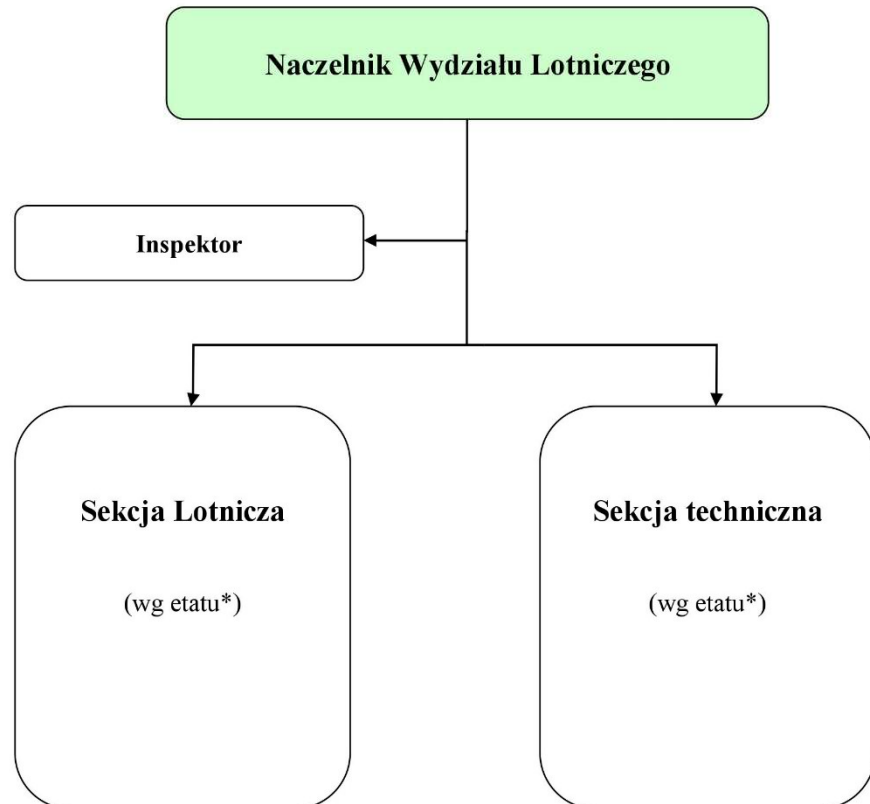 Naczelnik Wydziału Lotniczego
Inspektor
Sekcja Lotnicza
(wg etatu*)
Sekcja techniczna
(wg etatu*)